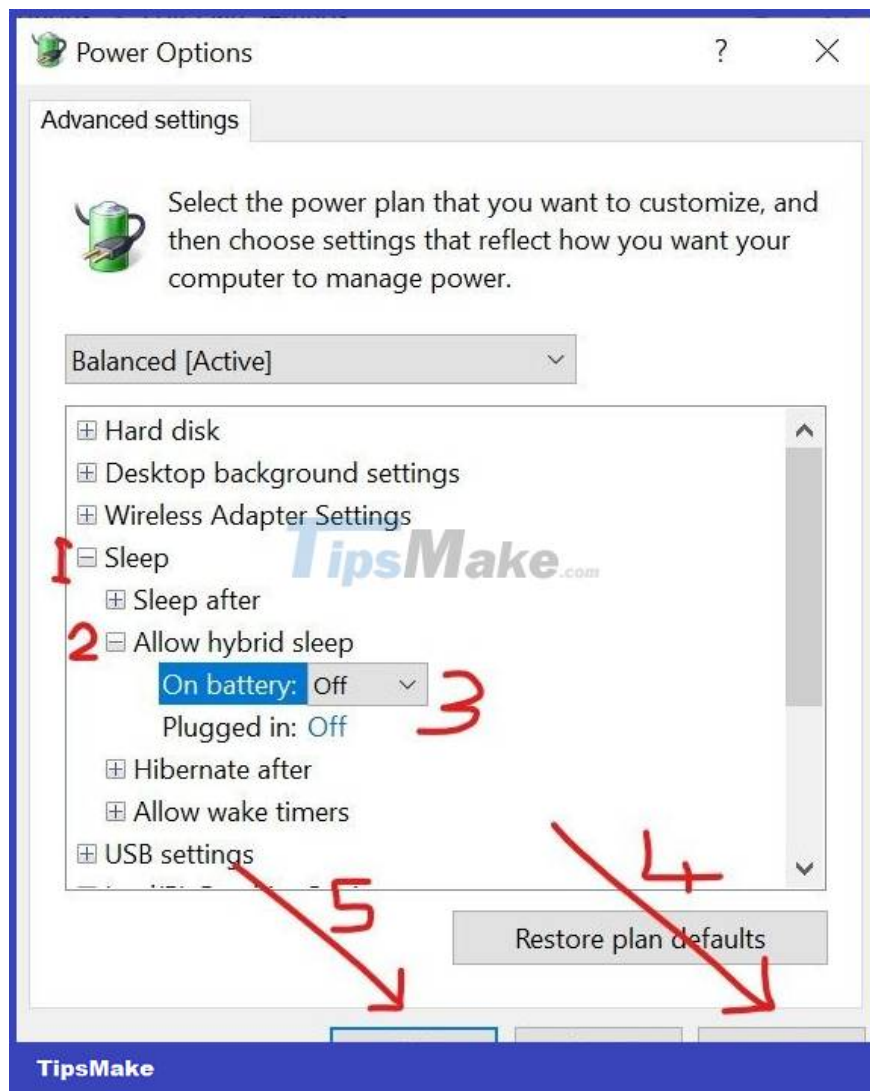 Power Options
?
Advanced settings
Select the power plan that you want to customize, and
then choose settings that reflect how you want your
computer to manage power.
Balanced [Active]
Hard disk
Desktop background settings
Wireless Adapter Settings
TipsMake.com
1 Sleep
Sleep after
2 Allow hybrid sleep
On battery: Off 3
Plugged in: Off
Hibernate after
Allow wake timers
USB settings
4
5
Restore plan defaults
TipsMake